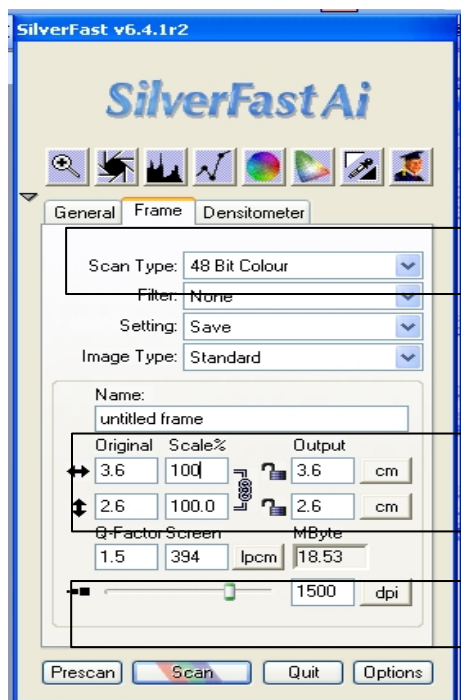 SilverFast v6.4.1r2
SilverFast Ai
General Frame Densitometer
Scan Type: 48 Bit Colour
Filter: None
Setting: Save
Image Type: Standard
Name:
untitled frame
Original Scale% Output
3.6 100 3.6 cm
2.6 100.0 2.6 cm
Q-Factor Screen MByte
1.5 394 lpcm 18.53
1500 dpi
Prescan Scan Quit Options